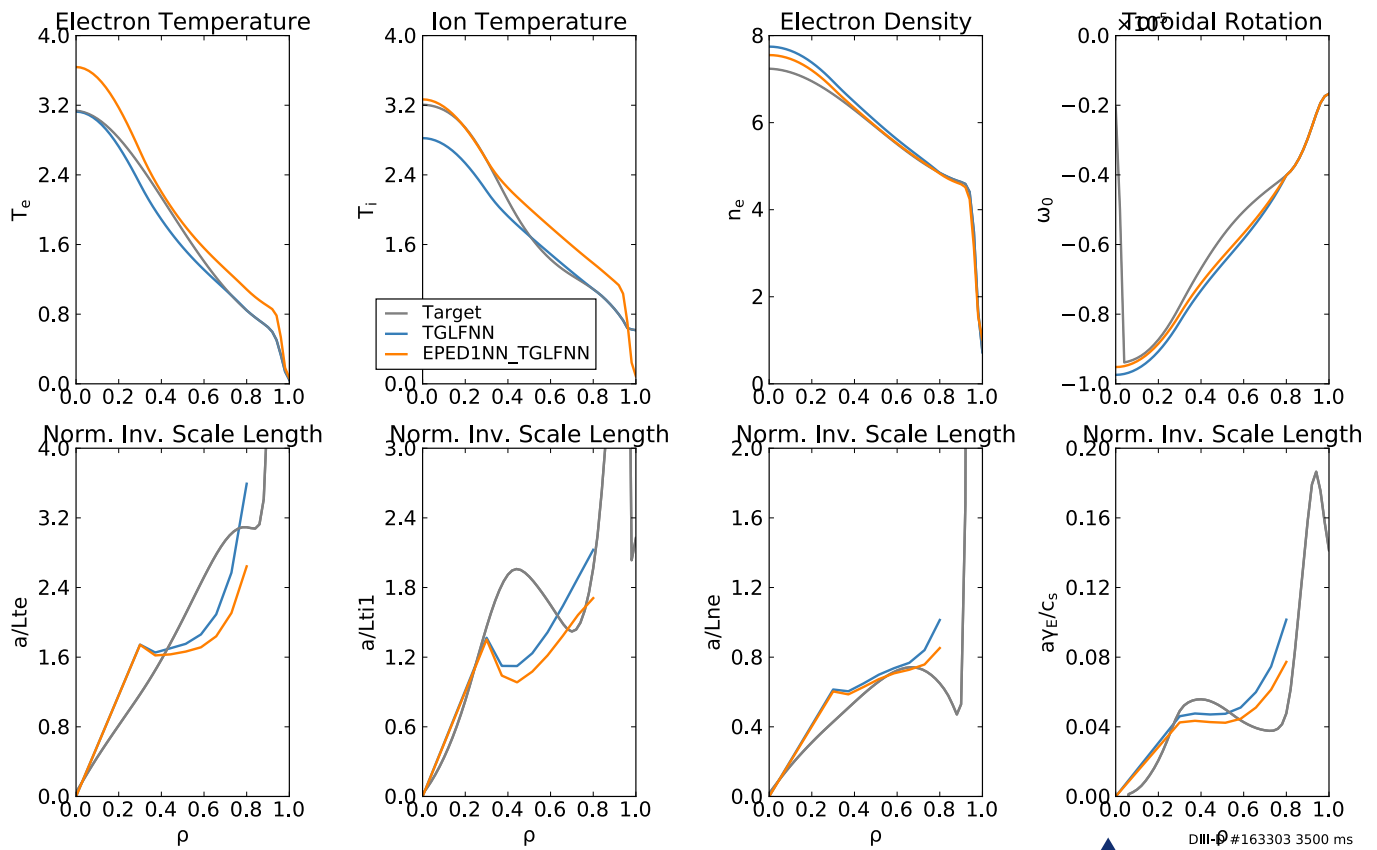 Electron Temperature
4.0
3.2
2.4
1.6
0.8
0.0
T_e
0.0 0.2 0.4 0.6 0.8 1.0
Ion Temperature
4.0
3.2
2.4
1.6
0.8
0.0
T_i
Target
TGLFNN
EPED1NN_TGLFNN
0.0 0.2 0.4 0.6 0.8 1.0
Electron Density
8
6
4
2
0
n_e
0.0 0.2 0.4 0.6 0.8 1.0
×10⁵
Toroidal Rotation
0.0
−0.2
−0.4
−0.6
−0.8
−1.0
ω_0
0.0 0.2 0.4 0.6 0.8 1.0
Norm. Inv. Scale Length
4.0
3.2
2.4
1.6
0.8
0.0
a/Lte
0.0 0.2 0.4 0.6 0.8 1.0
ρ
Norm. Inv. Scale Length
3.0
2.4
1.8
1.2
0.6
0.0
a/Lti1
0.0 0.2 0.4 0.6 0.8 1.0
ρ
Norm. Inv. Scale Length
2.0
1.6
1.2
0.8
0.4
0.0
a/Lne
0.0 0.2 0.4 0.6 0.8 1.0
ρ
Norm. Inv. Scale Length
0.20
0.16
0.12
0.08
0.04
0.00
aγ_E/c_s
0.0 0.2 0.4 0.6 0.8 1.0
ρ
DIII-D #163303 3500 ms